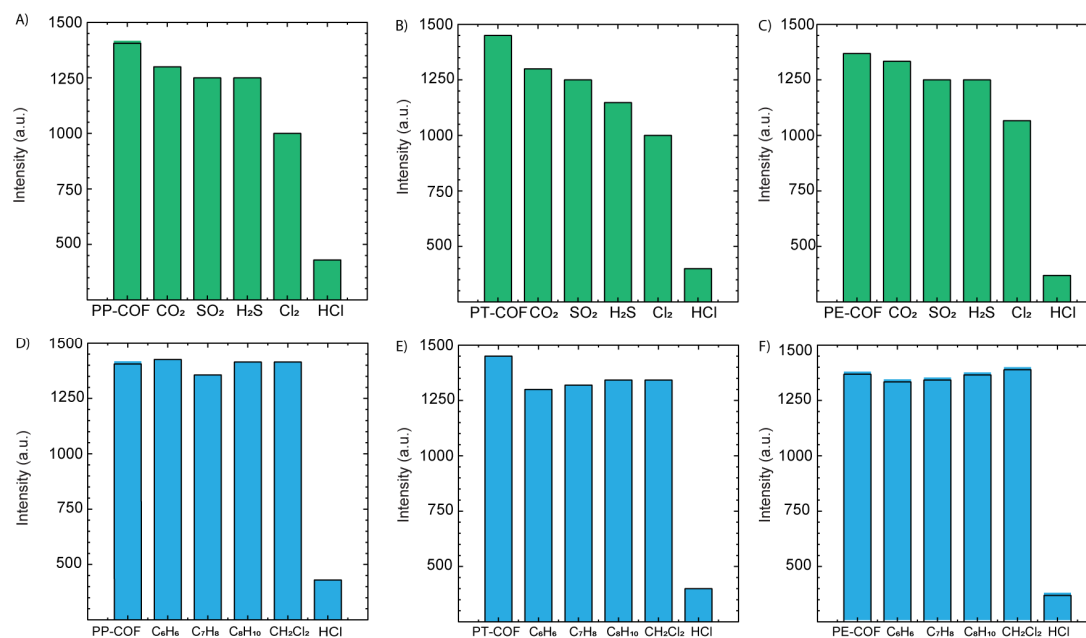 A)
1500
1250
1000
750
500
Intensity (a.u.)
PP-COF CO₂ SO₂ H₂S Cl₂ HCl
B)
1500
1250
1000
750
500
Intensity (a.u.)
PT-COF CO₂ SO₂ H₂S Cl₂ HCl
C)
1500
1250
1000
750
500
Intensity (a.u.)
PE-COF CO₂ SO₂ H₂S Cl₂ HCl
D)
1500
1250
1500
750
500
Intensity (a.u.)
PP-COF C₆H₆ C₇H₈ C₈H₁₀ CH₂Cl₂ HCl
E)
1500
1250
1500
750
500
Intensity (a.u.)
PT-COF C₆H₆ C₇H₈ C₈H₁₀ CH₂Cl₂ HCl
F)
1500
1250
1500
750
500
Intensity (a.u.)
PE-COF C₆H₆ C₇H₈ C₈H₁₀ CH₂Cl₂ HCl